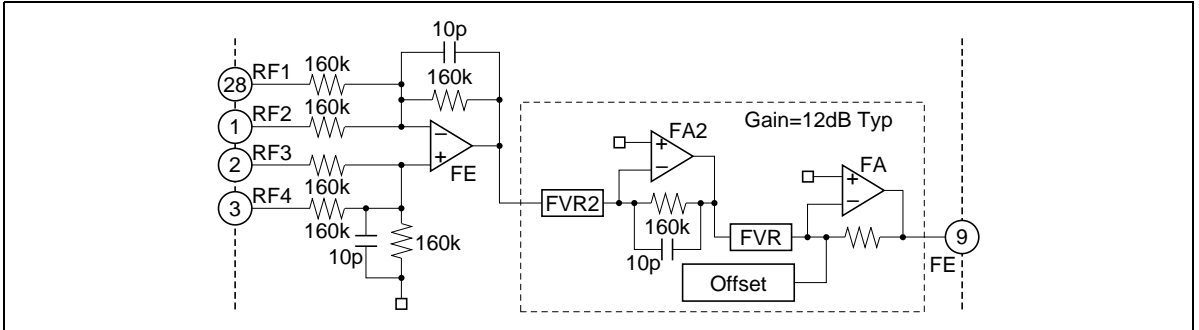 10p
160k
28 RF1 160k
1 RF2 160k
Gain=12dB Typ
FA2
FA
2 RF3
FE
3 RF4 160k
160k
10p 160k
FVR2
160k
10p
FVR
9
FE
Offset
+
−
+
−
+
−